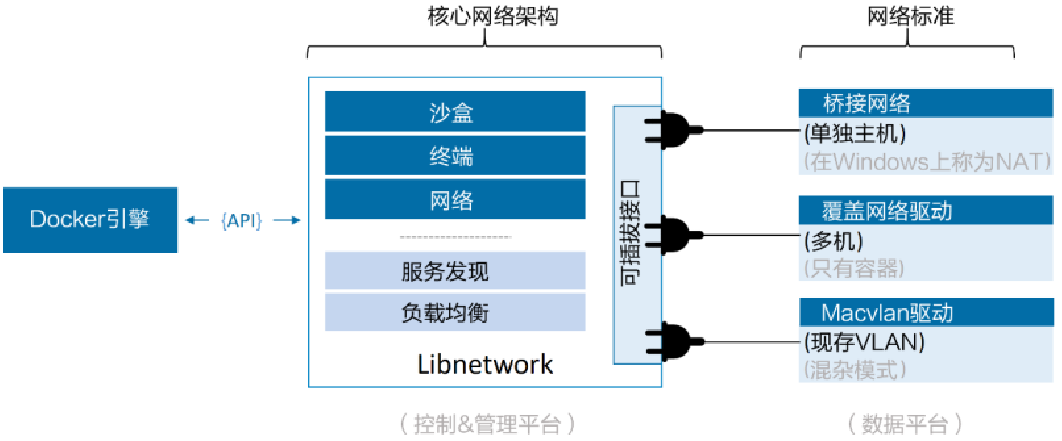 核心网络架构
网络标准
Docker引擎
{API}
沙盒
终端
网络
服务发现
负载均衡
Libnetwork
可插拔接口
桥接网络
(单独主机)
(在Windows上称为NAT)
覆盖网络驱动
(多机)
(只有容器)
Macvlan驱动
(现存VLAN)
(混杂模式)
(控制&管理平台)
(数据平台)